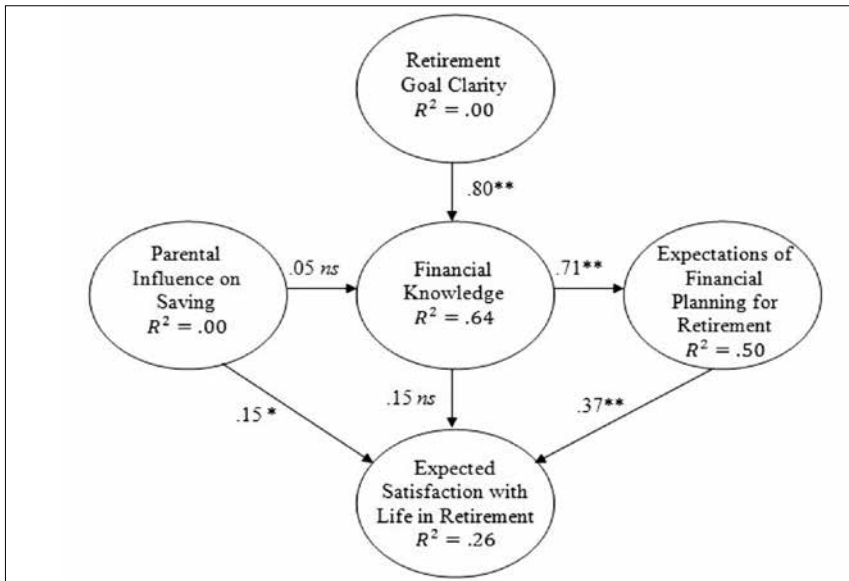 Retirement
Goal Clarity
R² = .00
.80**
Parental
Influence on
Saving
R² = .00
.05 ns
Financial
Knowledge
R² = .64
.71**
Expectations of
Financial
Planning for
Retirement
R² = .50
.15 *
.15 ns
.37**
Expected
Satisfaction with
Life in Retirement
R² = .26